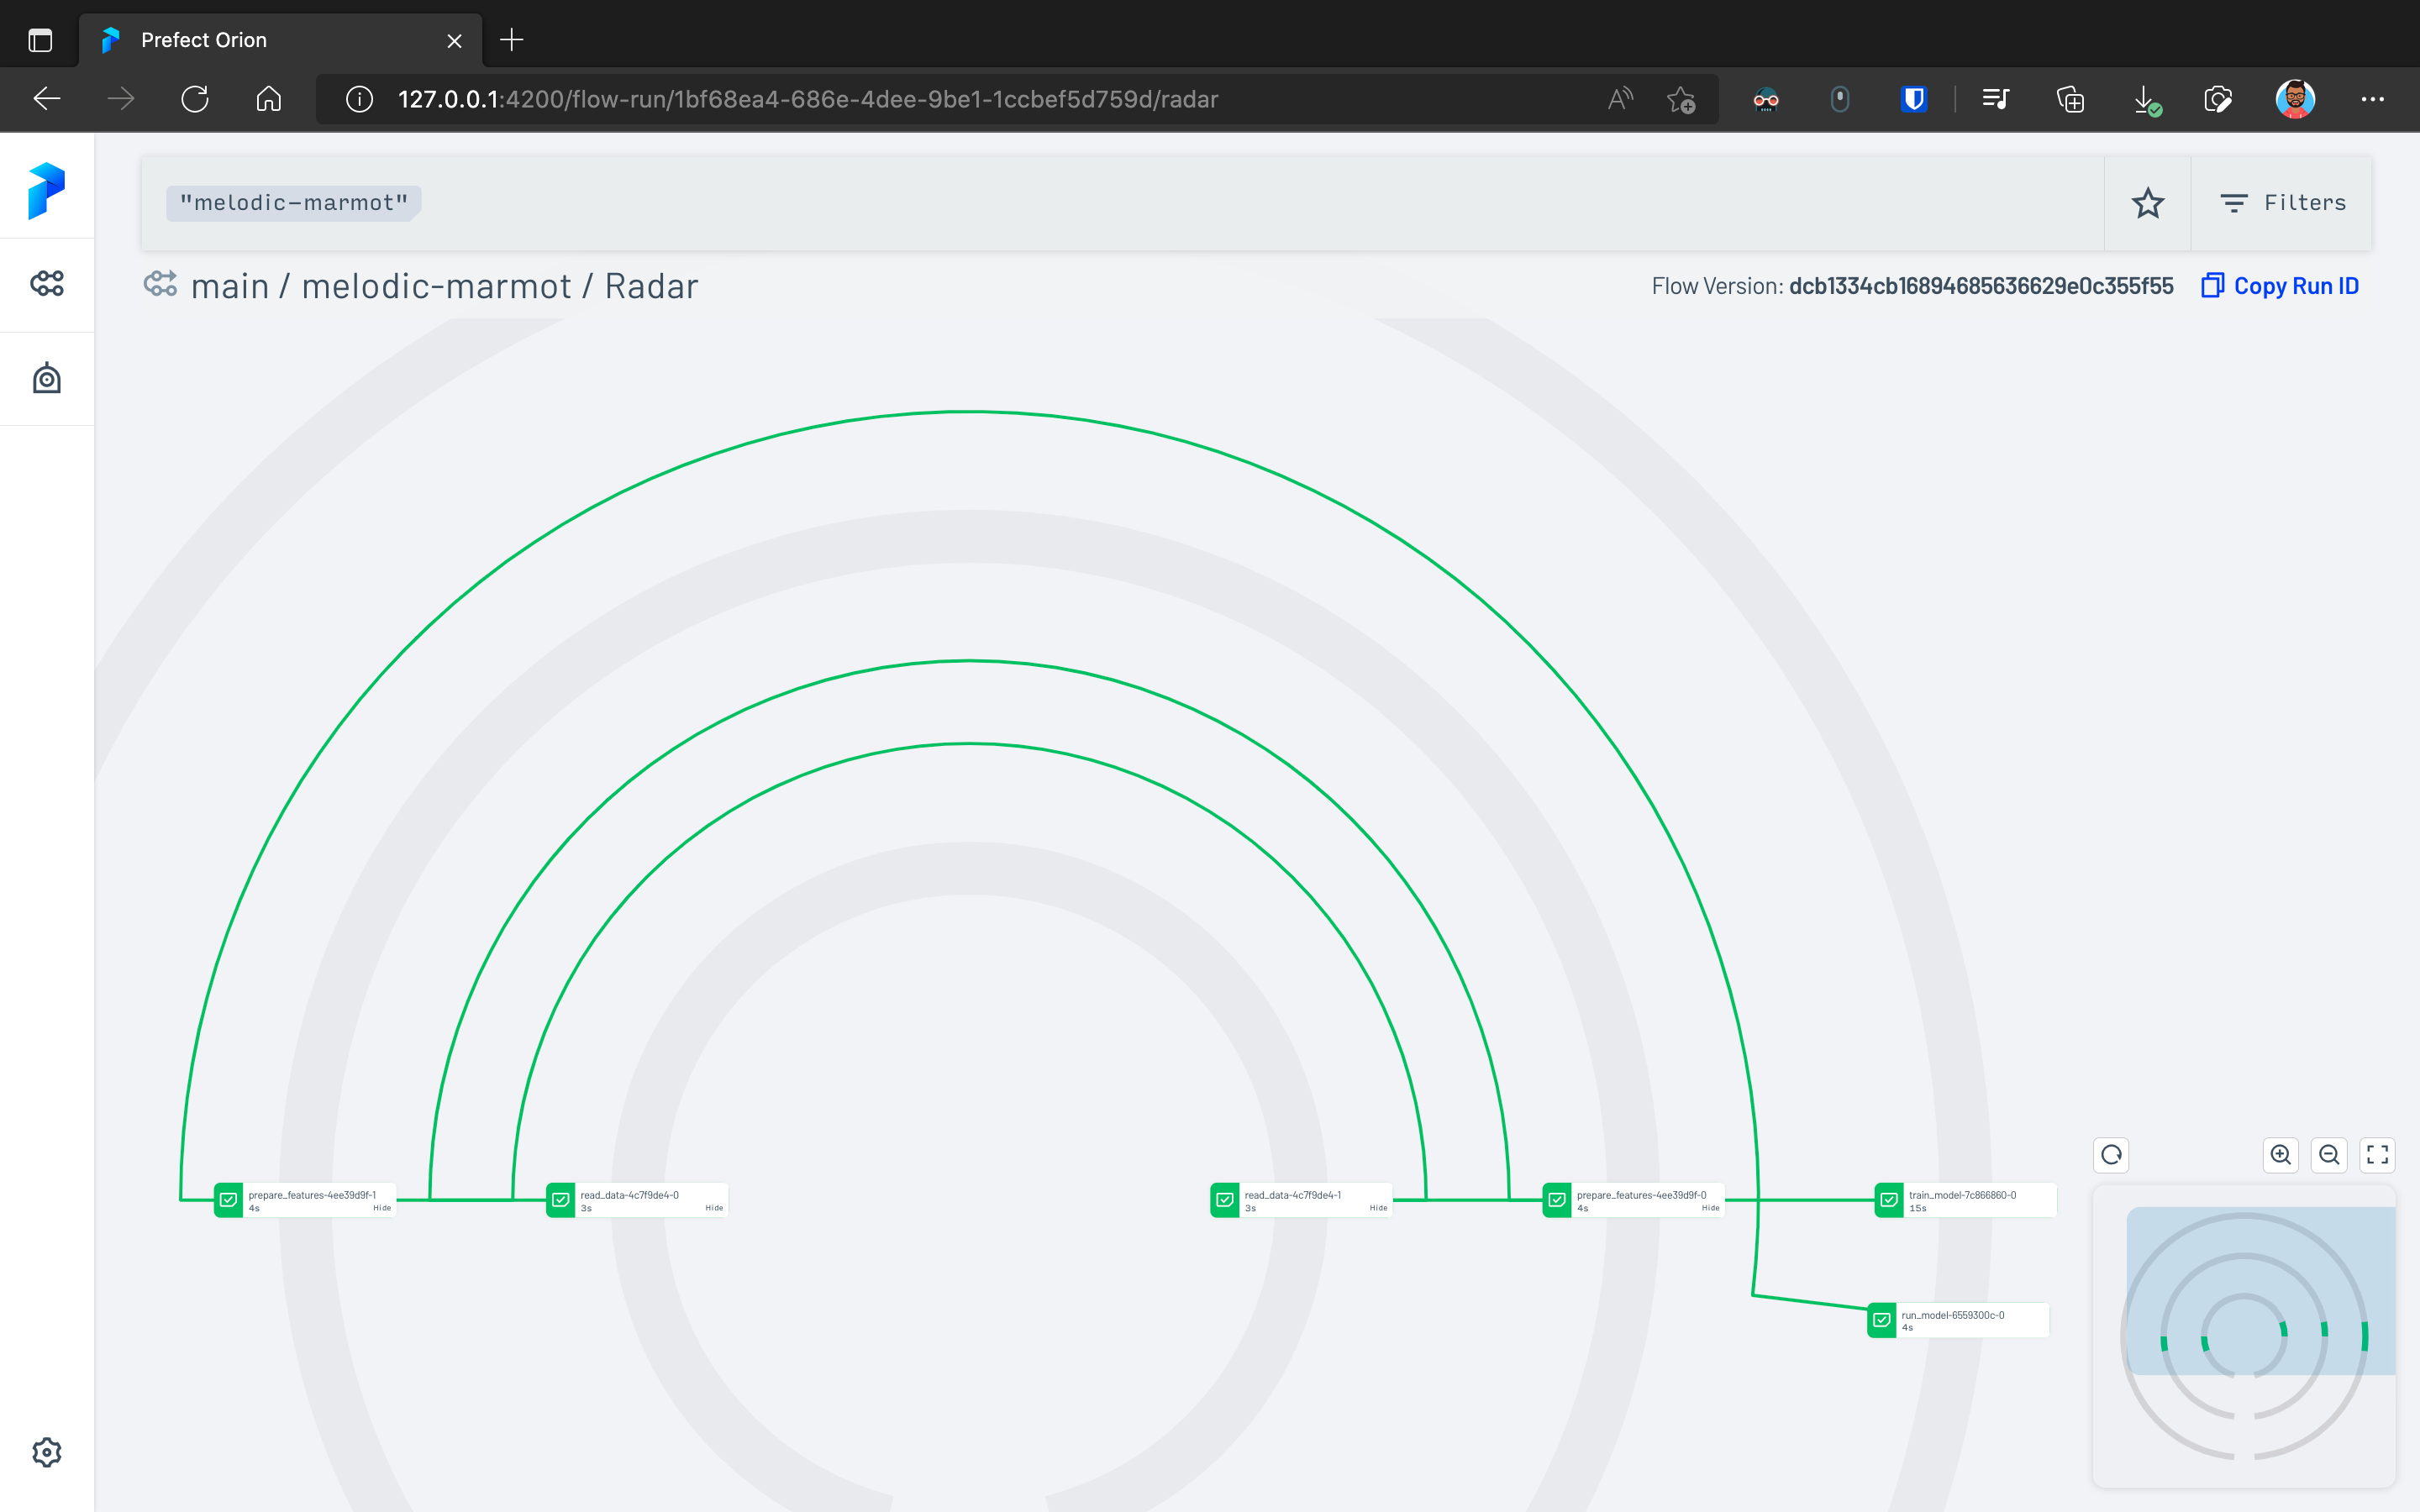 Prefect Orion
127.0.0.1:4200/flow-run/1bf68ea4-686e-4dee-9be1-1ccbef5d759d/radar
"melodic-marmot"
Filters
main / melodic-marmot / Radar
Flow Version: dcb1334cb16894685636629e0c355f55
Copy Run ID
prepare_features-4ee39d9f-1
4s
Hide
read_data-4c7f9de4-0
3s
Hide
read_data-4c7f9de4-1
3s
Hide
prepare_features-4ee39d9f-0
4s
Hide
train_model-7c866860-0
15s
run_model-6559300c-0
4s